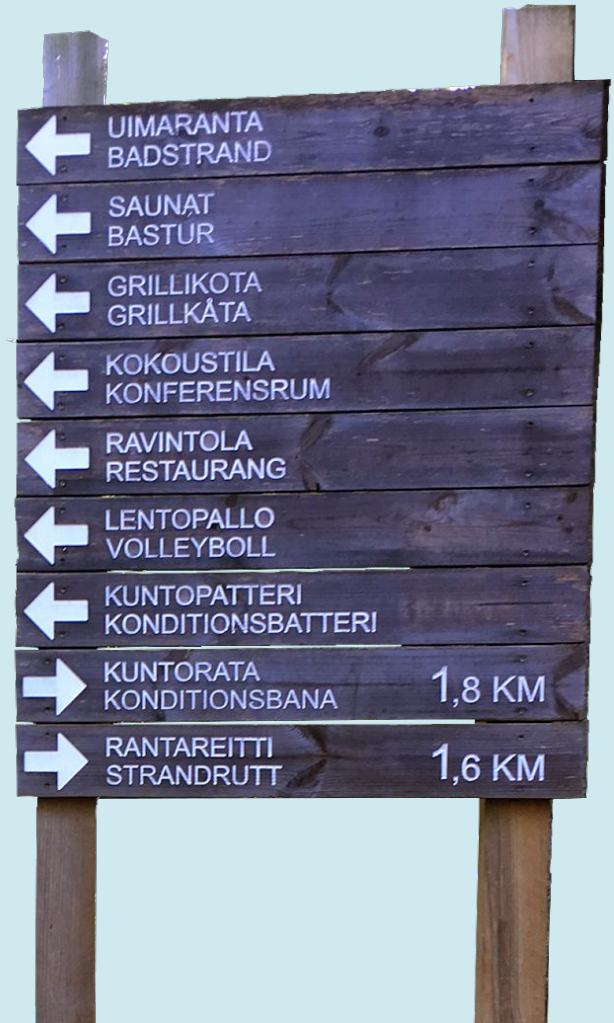 UIMARANTA
BADSTRAND
SAUNAT
BASTUR
GRILLIKOTA
GRILLKÅTA
KOKOUSTILA
KONFERENSRUM
RAVINTOLA
RESTAURANG
LENTOPALLO
VOLLEYBOLL
KUNTOPATTERI
KONDITIONSBATTERI
KUNTORATA
KONDITIONSBANA
1,8 KM
RANTAREITTI
STRANDRUTT
1,6 KM